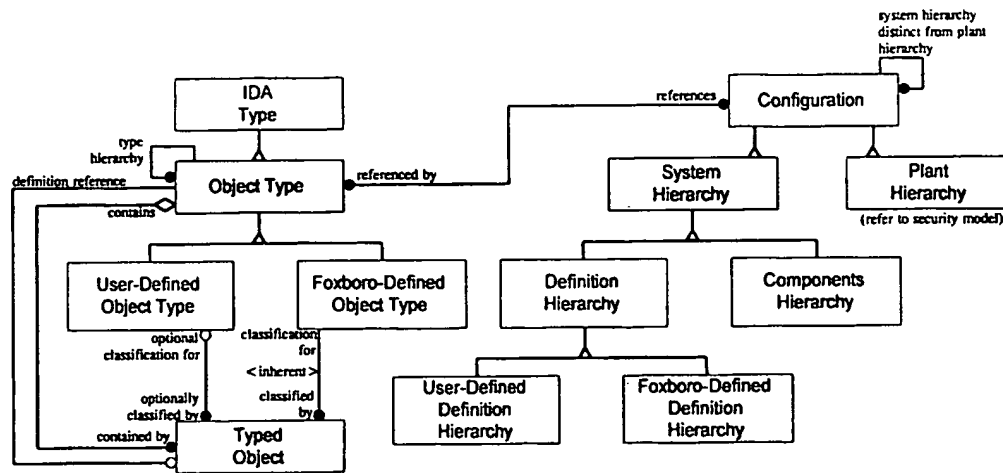 system hierarchy
distinct from plant
hierarchy
IDA
Type
references
Configuration
type
hierarchy
definition reference
Object Type
referenced by
contains
System
Hierarchy
Plant
Hierarchy
(refer to security model)
User-Defined
Object Type
Foxboro-Defined
Object Type
Definition
Hierarchy
Components
Hierarchy
optional
classification for
classification
for
< inherent >
optionally
classified by
classified
by
User-Defined
Definition
Hierarchy
Foxboro-Defined
Definition
Hierarchy
contained by
Typed
Object